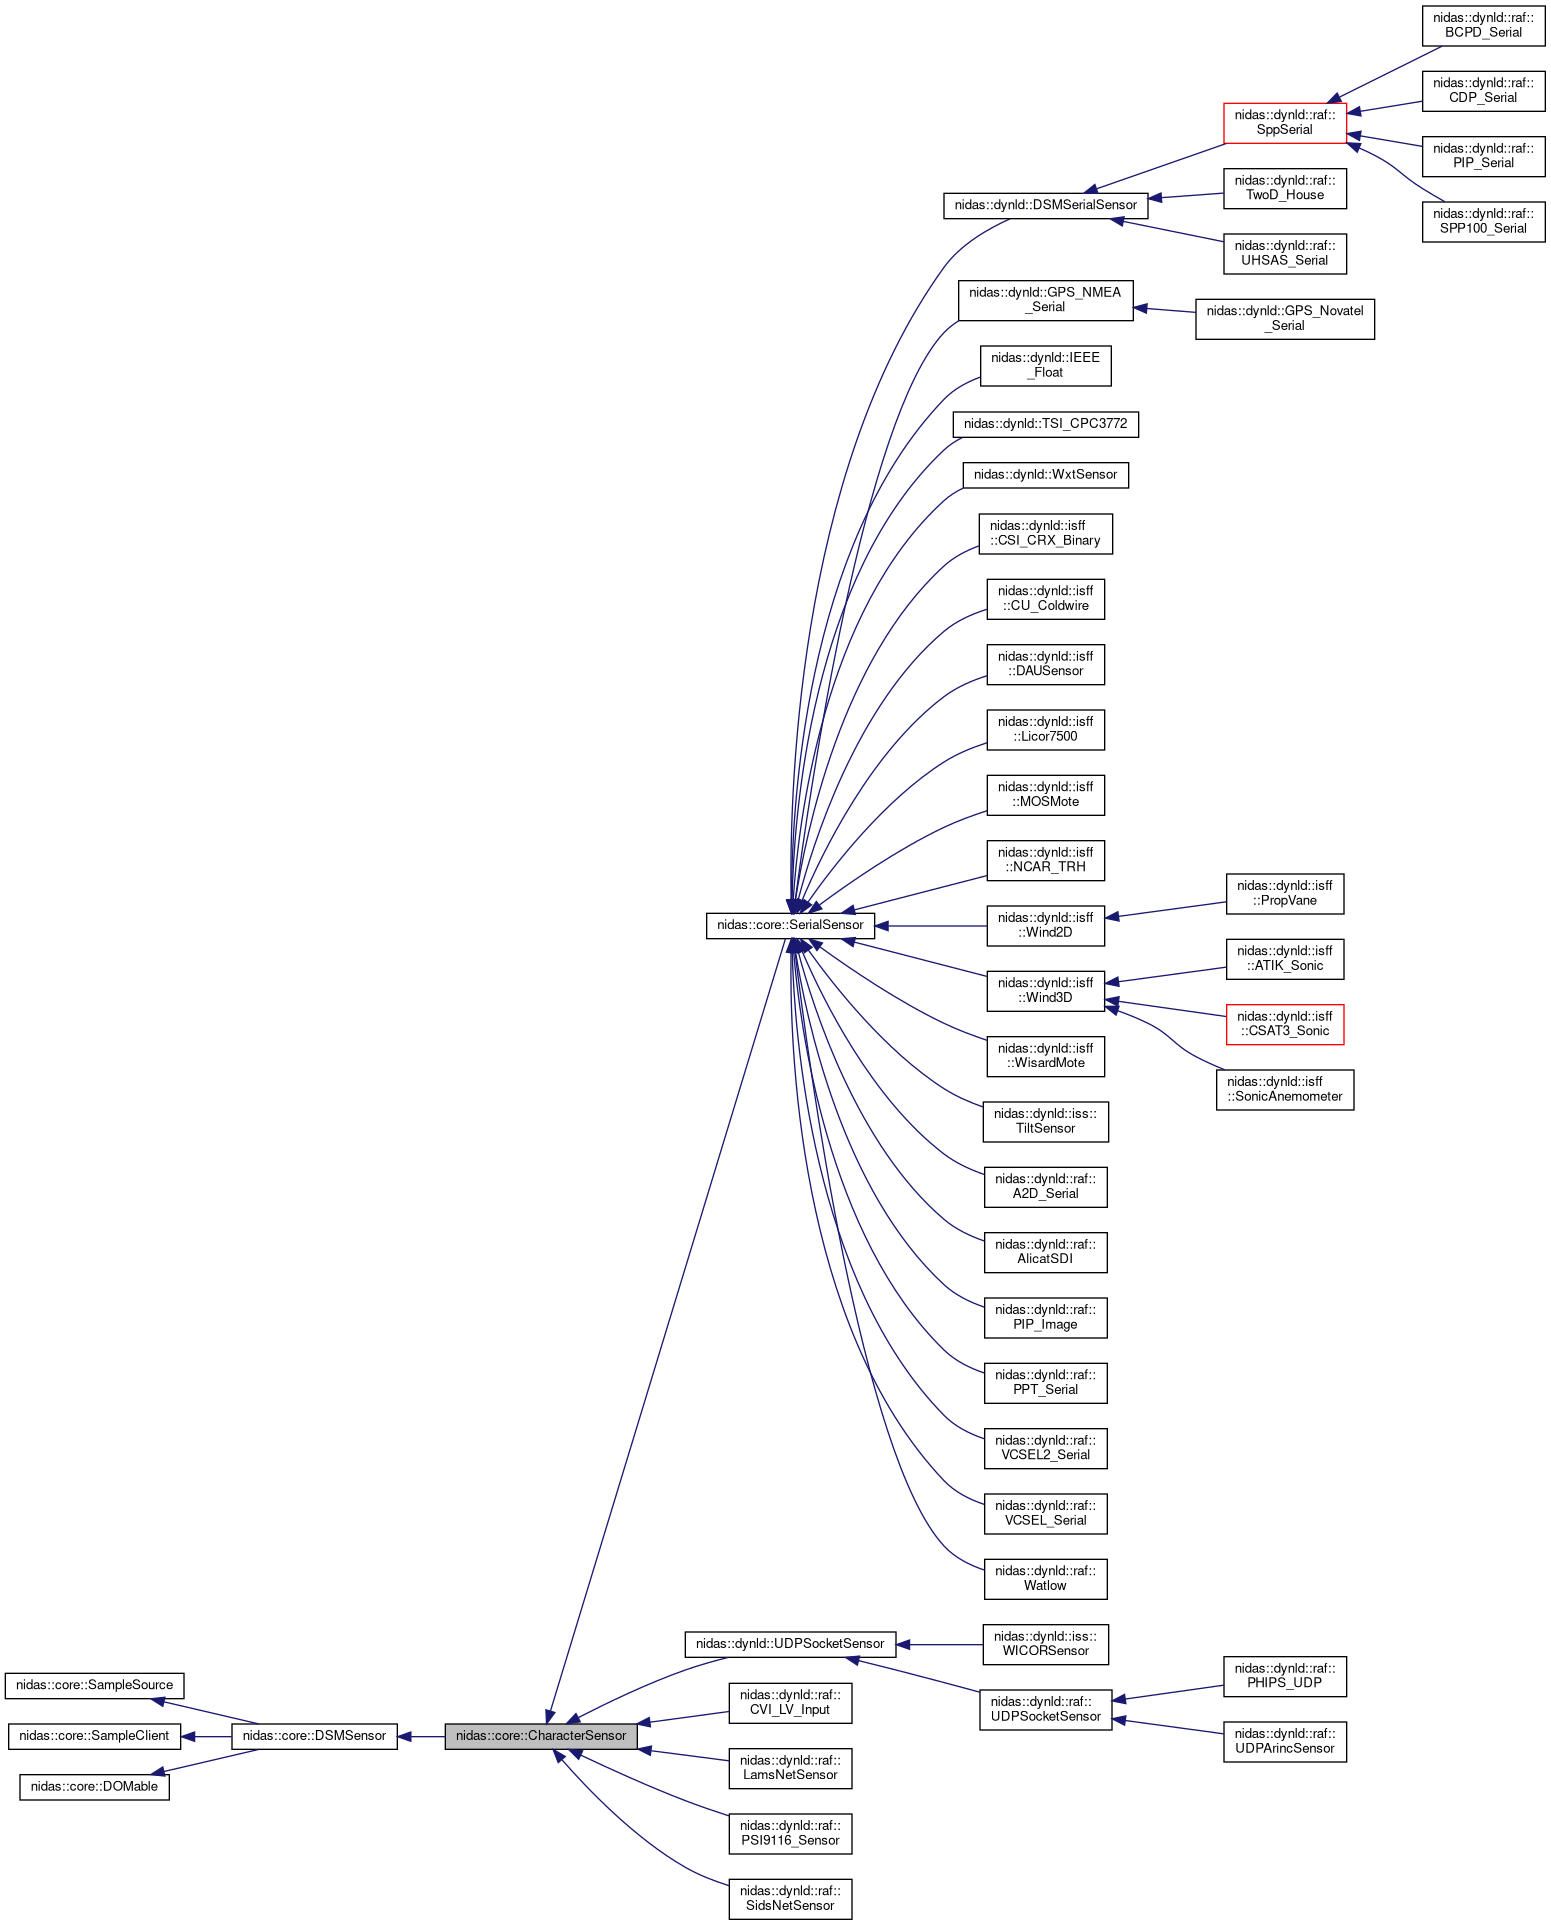 nidas::dynld::raf::
BCPD_Serial
nidas::dynld::raf::
CDP_Serial
nidas::dynld::raf::
SppSerial
nidas::dynld::raf::
PIP_Serial
nidas::dynld::raf::
TwoD_House
nidas::dynld::DSMSerialSensor
nidas::dynld::raf::
SPP100_Serial
nidas::dynld::raf::
UHSAS_Serial
nidas::dynld::GPS_NMEA
_Serial
nidas::dynld::GPS_Novatel
_Serial
nidas::dynld::IEEE
_Float
nidas::dynld::TSI_CPC3772
nidas::dynld::WxtSensor
nidas::dynld::isff
::CSI_CRX_Binary
nidas::dynld::isff
::CU_Coldwire
nidas::dynld::isff
::DAUSensor
nidas::dynld::isff
::Licor7500
nidas::dynld::isff
::MOSMote
nidas::dynld::isff
::NCAR_TRH
nidas::dynld::isff
::PropVane
nidas::core::SerialSensor
nidas::dynld::isff
::Wind2D
nidas::dynld::isff
::ATIK_Sonic
nidas::dynld::isff
::Wind3D
nidas::dynld::isff
::CSAT3_Sonic
nidas::dynld::isff
::WisardMote
nidas::dynld::isff
::SonicAnemometer
nidas::dynld::iss::
TiltSensor
nidas::dynld::raf::
A2D_Serial
nidas::dynld::raf::
AlicatSDI
nidas::dynld::raf::
PIP_Image
nidas::dynld::raf::
PPT_Serial
nidas::dynld::raf::
VCSEL2_Serial
nidas::dynld::raf::
VCSEL_Serial
nidas::dynld::raf::
Watlow
nidas::dynld::UDPSocketSensor
nidas::dynld::iss::
WICORSensor
nidas::core::SampleSource
nidas::dynld::raf::
PHIPS_UDP
nidas::dynld::raf::
CVI_LV_Input
nidas::dynld::raf::
UDPSocketSensor
nidas::core::SampleClient
nidas::core::DSMSensor
nidas::core::CharacterSensor
nidas::dynld::raf::
UDPArincSensor
nidas::dynld::raf::
LamsNetSensor
nidas::core::DOMable
nidas::dynld::raf::
PSI9116_Sensor
nidas::dynld::raf::
SidsNetSensor